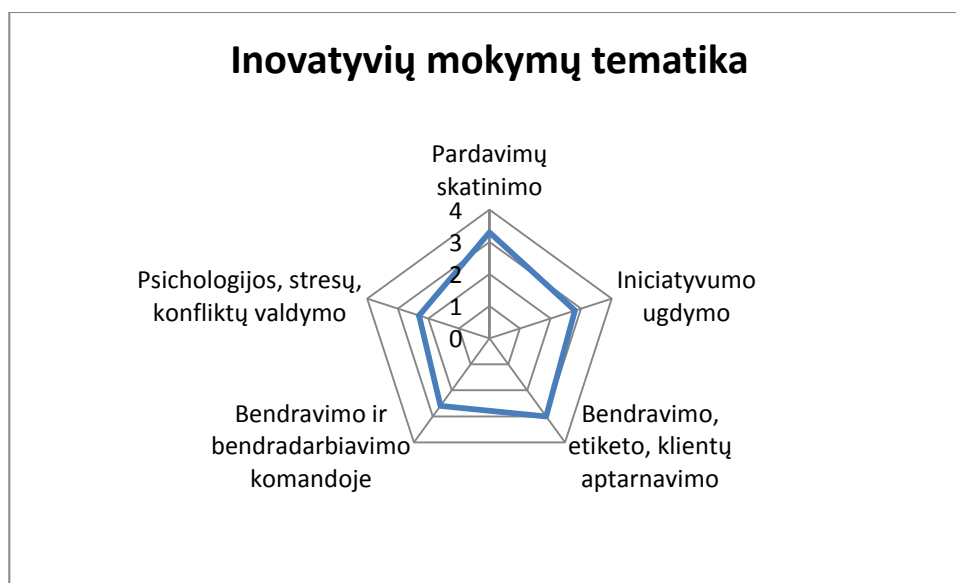 Inovatyvių mokymų tematika
Pardavimų
skatinimo
4
3
2
1
0
Iniciatyvumo
ugdymo
Bendravimo,
etiketo, klientų
aptarnavimo
Bendravimo ir
bendradarbiavimo
komandoje
Psichologijos, stresų,
konfliktų valdymo